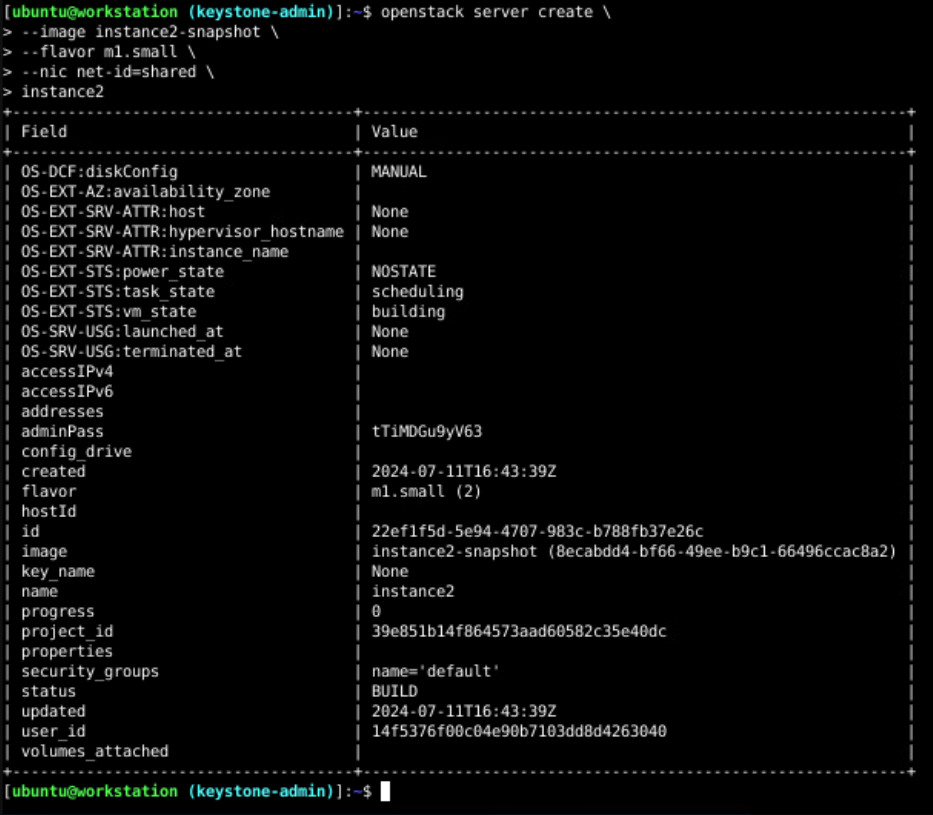 [ubuntu@workstation (keystone-admin)]:~$ openstack server create \
> --image instance2-snapshot \
> --flavor m1.small \
> --nic net-id=shared \
> instance2
+-------------------------------------+----------------------------------------------------------+
| Field                               | Value                                                    |
+-------------------------------------+----------------------------------------------------------+
| OS-DCF:diskConfig                   | MANUAL                                                   |
| OS-EXT-AZ:availability_zone         |                                                          |
| OS-EXT-SRV-ATTR:host                | None                                                     |
| OS-EXT-SRV-ATTR:hypervisor_hostname | None                                                     |
| OS-EXT-SRV-ATTR:instance_name       |                                                          |
| OS-EXT-STS:power_state              | NOSTATE                                                  |
| OS-EXT-STS:task_state               | scheduling                                               |
| OS-EXT-STS:vm_state                 | building                                                 |
| OS-SRV-USG:launched_at              | None                                                     |
| OS-SRV-USG:terminated_at            | None                                                     |
| accessIPv4                          |                                                          |
| accessIPv6                          |                                                          |
| addresses                           |                                                          |
| adminPass                           | tTiMDGu9yV63                                             |
| config_drive                        |                                                          |
| created                             | 2024-07-11T16:43:39Z                                     |
| flavor                              | m1.small (2)                                             |
| hostId                              |                                                          |
| id                                  | 22ef1f5d-5e94-4707-983c-b788fb37e26c                     |
| image                               | instance2-snapshot (8ecabdd4-bf66-49ee-b9c1-66496ccac8a2) |
| key_name                            | None                                                     |
| name                                | instance2                                                |
| progress                            | 0                                                        |
| project_id                          | 39e851b14f864573aad60582c35e40dc                         |
| properties                          |                                                          |
| security_groups                     | name='default'                                           |
| status                              | BUILD                                                    |
| updated                             | 2024-07-11T16:43:39Z                                     |
| user_id                             | 14f5376f00c04e90b7103dd8d4263040                         |
| volumes_attached                    |                                                          |
+-------------------------------------+----------------------------------------------------------+
[ubuntu@workstation (keystone-admin)]:~$